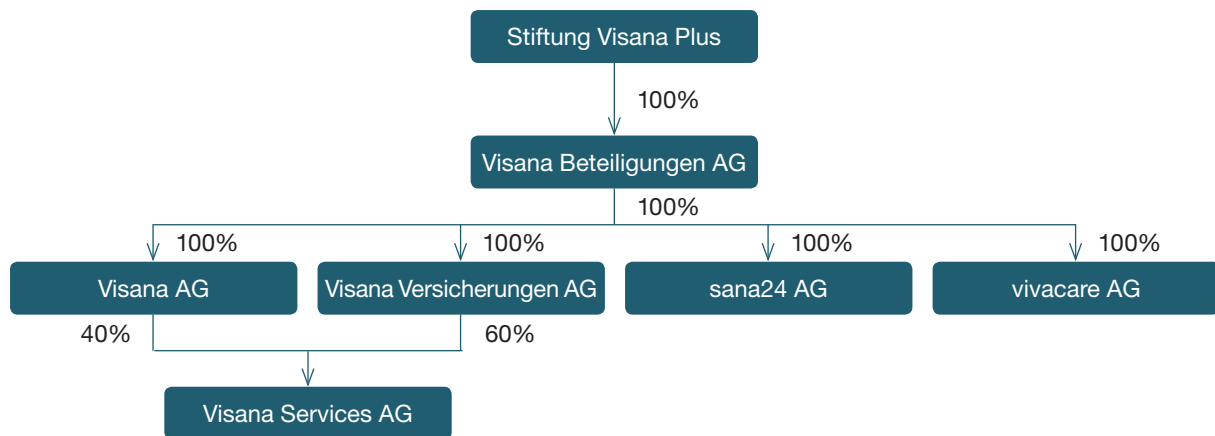 Stiftung Visana Plus
100%
Visana Beteiligungen AG
100%
100%
100%
100%
100%
Visana AG
Visana Versicherungen AG
sana24 AG
vivacare AG
40%
60%
Visana Services AG